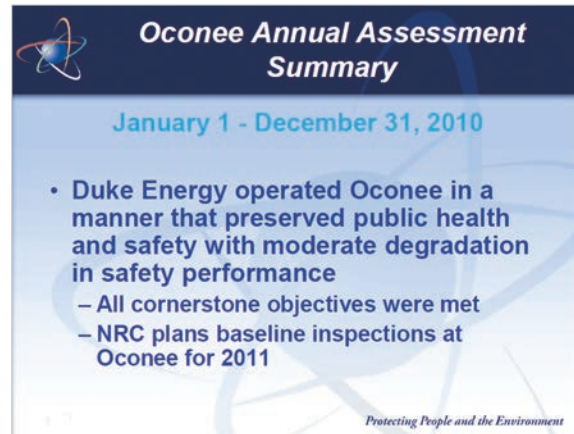 Oconee Annual Assessment
Summary
January 1 - December 31, 2010
• Duke Energy operated Oconee in a
manner that preserved public health
and safety with moderate degradation
in safety performance
– All cornerstone objectives were met
– NRC plans baseline inspections at
Oconee for 2011
Protecting People and the Environment